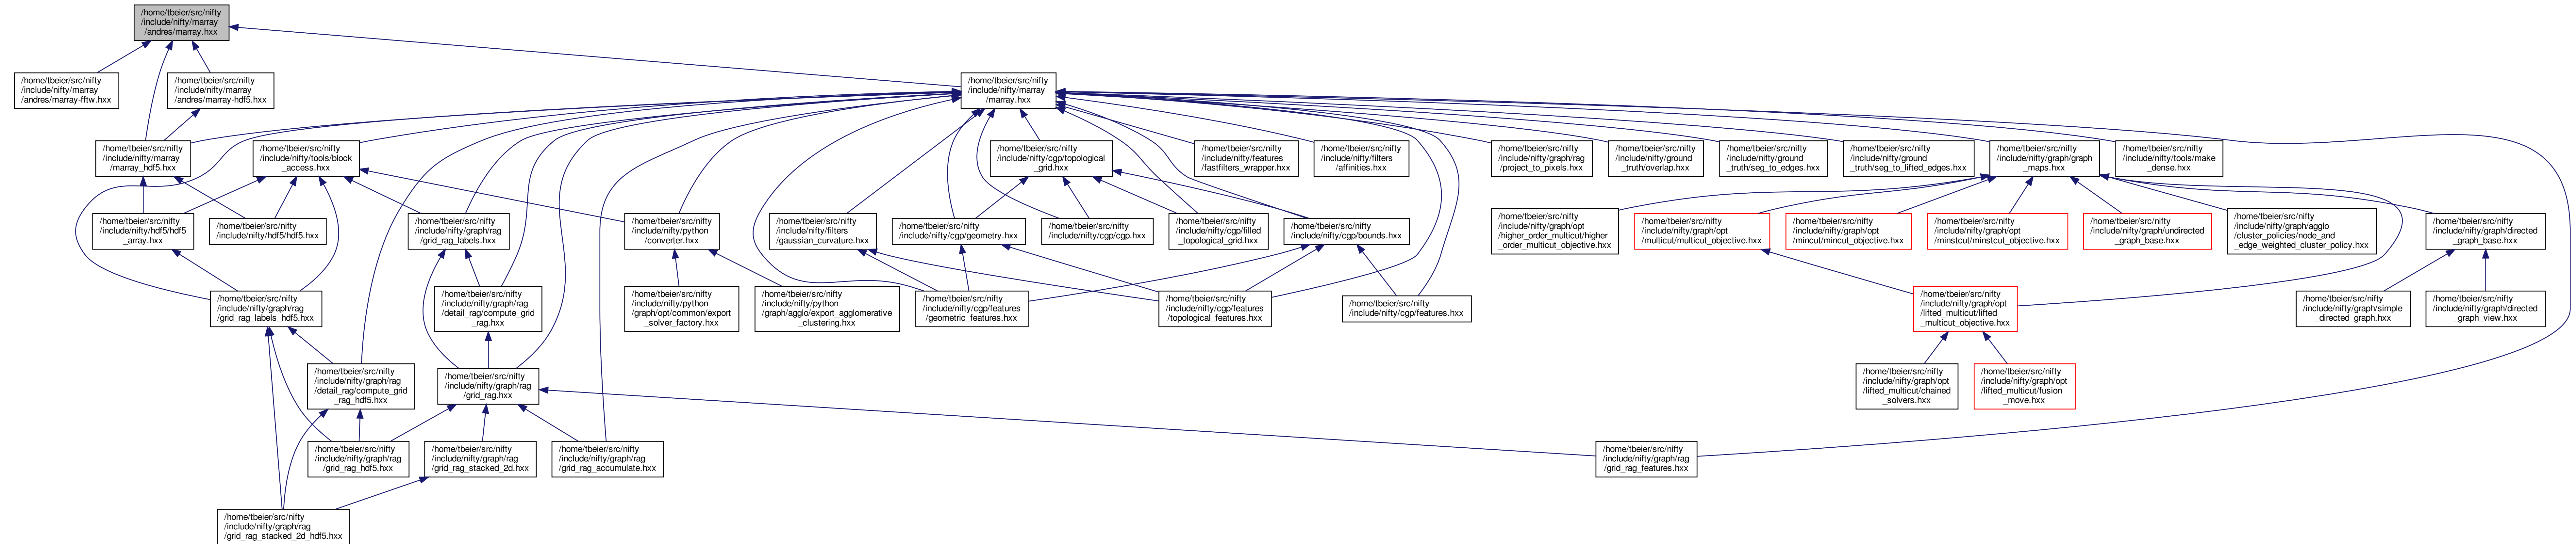 /home/tbeier/src/nifty
/include/nifty/marray
/andres/marray.hxx
/home/tbeier/src/nifty
/include/nifty/marray
/andres/marray-fftw.hxx
/home/tbeier/src/nifty
/include/nifty/marray
/andres/marray-hdf5.hxx
/home/tbeier/src/nifty
/include/nifty/marray
/marray.hxx
/home/tbeier/src/nifty
/include/nifty/marray
/marray_hdf5.hxx
/home/tbeier/src/nifty
/include/nifty/tools/block
_access.hxx
/home/tbeier/src/nifty
/include/nifty/cgp/topological
_grid.hxx
/home/tbeier/src/nifty
/include/nifty/features
/fastfilters_wrapper.hxx
/home/tbeier/src/nifty
/include/nifty/filters
/affinities.hxx
/home/tbeier/src/nifty
/include/nifty/graph/rag
/project_to_pixels.hxx
/home/tbeier/src/nifty
/include/nifty/ground
_truth/overlap.hxx
/home/tbeier/src/nifty
/include/nifty/ground
_truth/seg_to_edges.hxx
/home/tbeier/src/nifty
/include/nifty/ground
_truth/seg_to_lifted_edges.hxx
/home/tbeier/src/nifty
/include/nifty/graph/graph
_maps.hxx
/home/tbeier/src/nifty
/include/nifty/tools/make
_dense.hxx
/home/tbeier/src/nifty
/include/nifty/hdf5/hdf5
_array.hxx
/home/tbeier/src/nifty
/include/nifty/hdf5/hdf5.hxx
/home/tbeier/src/nifty
/include/nifty/graph/rag
/grid_rag_labels.hxx
/home/tbeier/src/nifty
/include/nifty/python
/converter.hxx
/home/tbeier/src/nifty
/include/nifty/filters
/gaussian_curvature.hxx
/home/tbeier/src/nifty
/include/nifty/cgp/geometry.hxx
/home/tbeier/src/nifty
/include/nifty/cgp/cgp.hxx
/home/tbeier/src/nifty
/include/nifty/cgp/filled
_topological_grid.hxx
/home/tbeier/src/nifty
/include/nifty/cgp/bounds.hxx
/home/tbeier/src/nifty
/include/nifty/graph/opt
/higher_order_multicut/higher
_order_multicut_objective.hxx
/home/tbeier/src/nifty
/include/nifty/graph/opt
/multicut/multicut_objective.hxx
/home/tbeier/src/nifty
/include/nifty/graph/opt
/mincut/mincut_objective.hxx
/home/tbeier/src/nifty
/include/nifty/graph/opt
/minstcut/minstcut_objective.hxx
/home/tbeier/src/nifty
/include/nifty/graph/undirected
_graph_base.hxx
/home/tbeier/src/nifty
/include/nifty/graph/agglo
/cluster_policies/node_and
_edge_weighted_cluster_policy.hxx
/home/tbeier/src/nifty
/include/nifty/graph/directed
_graph_base.hxx
/home/tbeier/src/nifty
/include/nifty/graph/rag
/grid_rag_labels_hdf5.hxx
/home/tbeier/src/nifty
/include/nifty/graph/rag
/detail_rag/compute_grid
_rag.hxx
/home/tbeier/src/nifty
/include/nifty/python
/graph/opt/common/export
_solver_factory.hxx
/home/tbeier/src/nifty
/include/nifty/python
/graph/agglo/export_agglomerative
_clustering.hxx
/home/tbeier/src/nifty
/include/nifty/cgp/features
/geometric_features.hxx
/home/tbeier/src/nifty
/include/nifty/cgp/features
/topological_features.hxx
/home/tbeier/src/nifty
/include/nifty/cgp/features.hxx
/home/tbeier/src/nifty
/include/nifty/graph/opt
/lifted_multicut/lifted
_multicut_objective.hxx
/home/tbeier/src/nifty
/include/nifty/graph/simple
_directed_graph.hxx
/home/tbeier/src/nifty
/include/nifty/graph/directed
_graph_view.hxx
/home/tbeier/src/nifty
/include/nifty/graph/rag
/detail_rag/compute_grid
_rag_hdf5.hxx
/home/tbeier/src/nifty
/include/nifty/graph/rag
/grid_rag.hxx
/home/tbeier/src/nifty
/include/nifty/graph/opt
/lifted_multicut/chained
_solvers.hxx
/home/tbeier/src/nifty
/include/nifty/graph/opt
/lifted_multicut/fusion
_move.hxx
/home/tbeier/src/nifty
/include/nifty/graph/rag
/grid_rag_hdf5.hxx
/home/tbeier/src/nifty
/include/nifty/graph/rag
/grid_rag_stacked_2d.hxx
/home/tbeier/src/nifty
/include/nifty/graph/rag
/grid_rag_accumulate.hxx
/home/tbeier/src/nifty
/include/nifty/graph/rag
/grid_rag_features.hxx
/home/tbeier/src/nifty
/include/nifty/graph/rag
/grid_rag_stacked_2d_hdf5.hxx